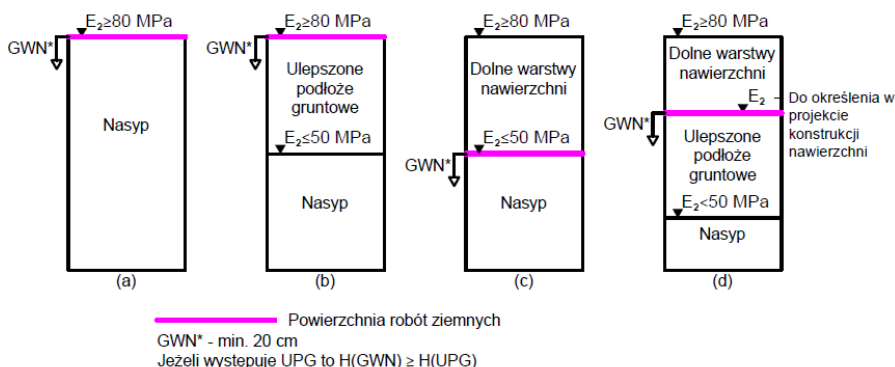 E₂≥80 MPa
GWN*
Nasyp
(a)
E₂≥80 MPa
GWN*
Ulepszone
podłoże
gruntowe
E₂≤50 MPa
Nasyp
(b)
E₂≥80 MPa
Dolne warstwy
nawierzchni
E₂≤50 MPa
GWN*
Nasyp
(c)
E₂≥80 MPa
Dolne warstwy
nawierzchni
E₂ – Do określenia w
projekcie
konstrukcji
nawierzchni
GWN*
Ulepszone
podłoże
gruntowe
E₂<50 MPa
Nasyp
(d)
Powierzchnia robót ziemnych
GWN* - min. 20 cm
Jeżeli występuje UPG to H(GWN) ≥ H(UPG)